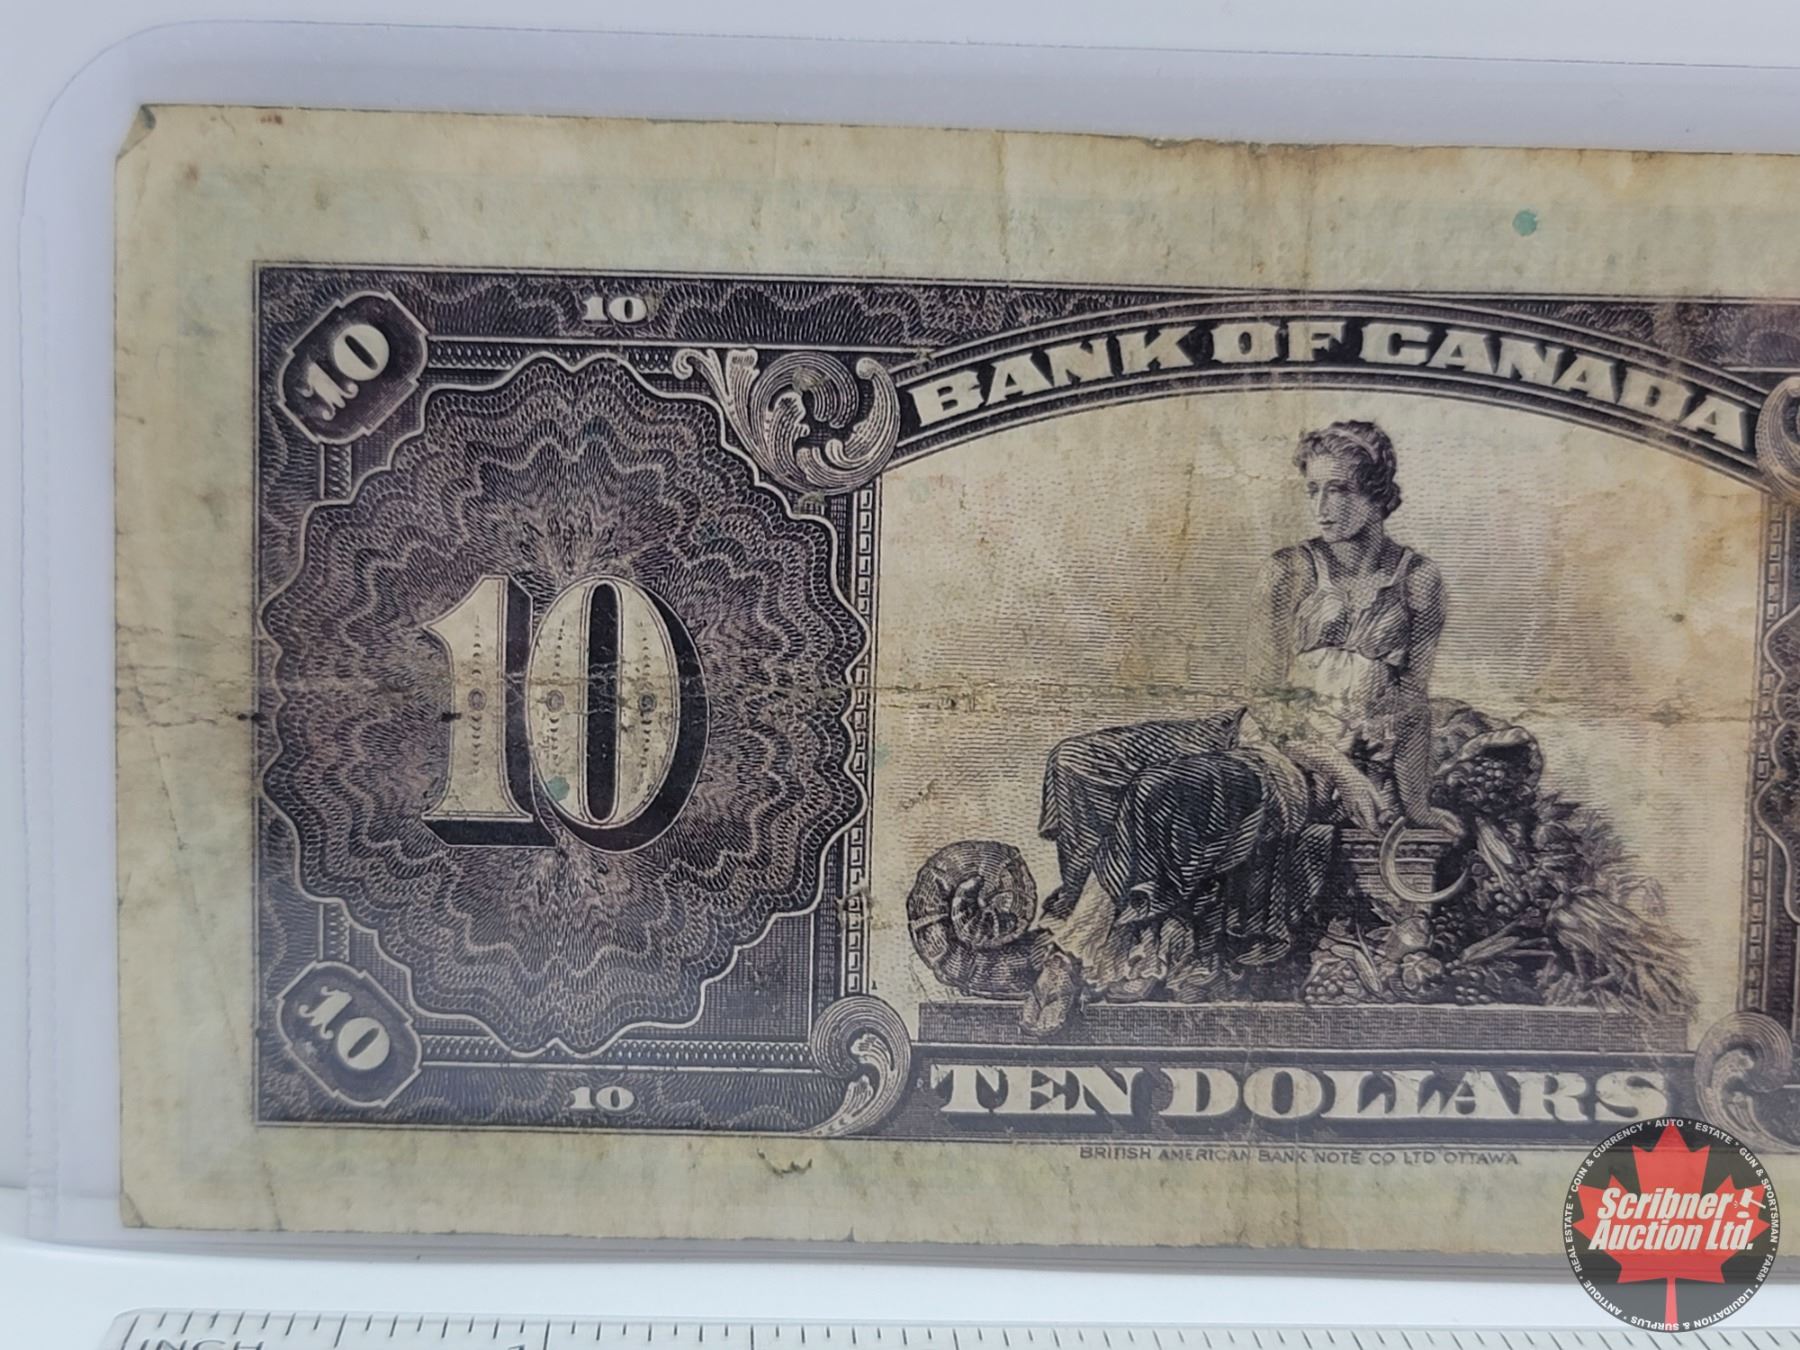 10
10
BANK OF CANADA
10
10
10
TEN DOLLARS
BRITISH AMERICAN BANK NOTE CO LTD OTTAWA
Scribner
Auction Ltd.
COIN & CURRENCY * AUTO * ESTATE * GUN & SPORTSMAN * FARM * LIQUIDATION & SURPLUS * ANTIQUE * REAL ESTATE *
INCH
1